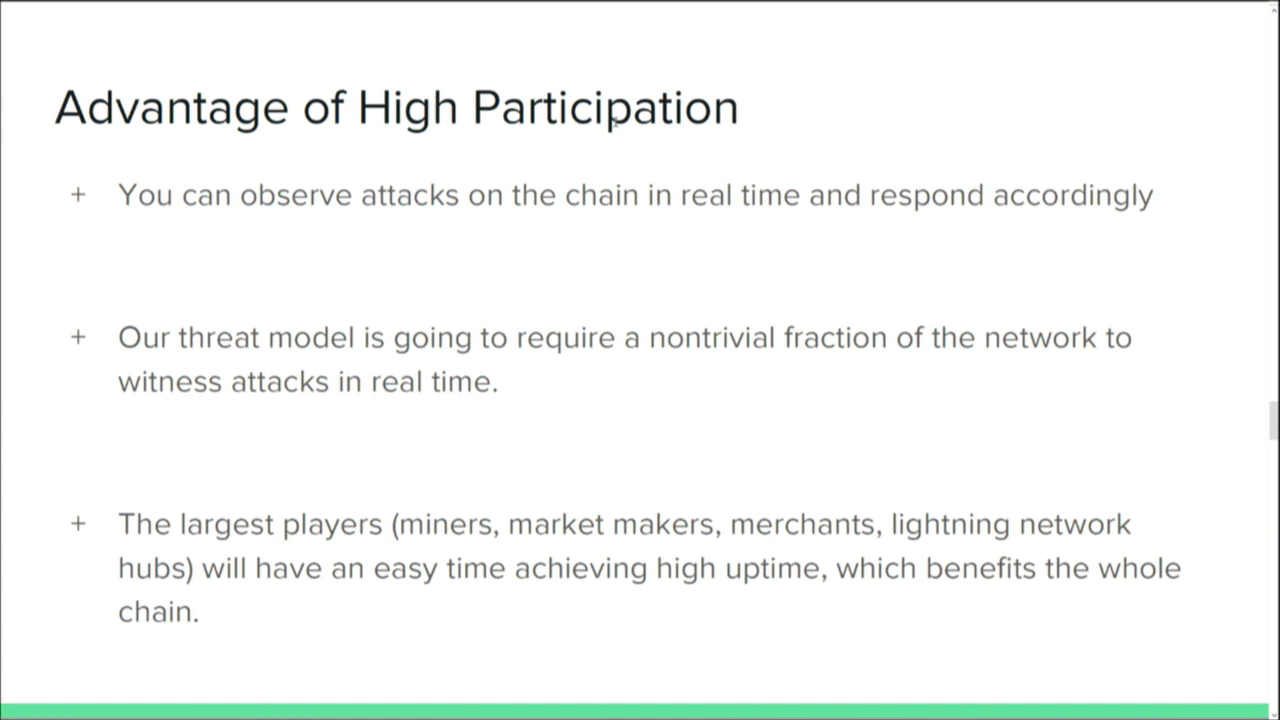 Advantage of High Participation
+ You can observe attacks on the chain in real time and respond accordingly
+ Our threat model is going to require a nontrivial fraction of the network to
witness attacks in real time.
+ The largest players (miners, market makers, merchants, lightning network
hubs) will have an easy time achieving high uptime, which benefits the whole
chain.